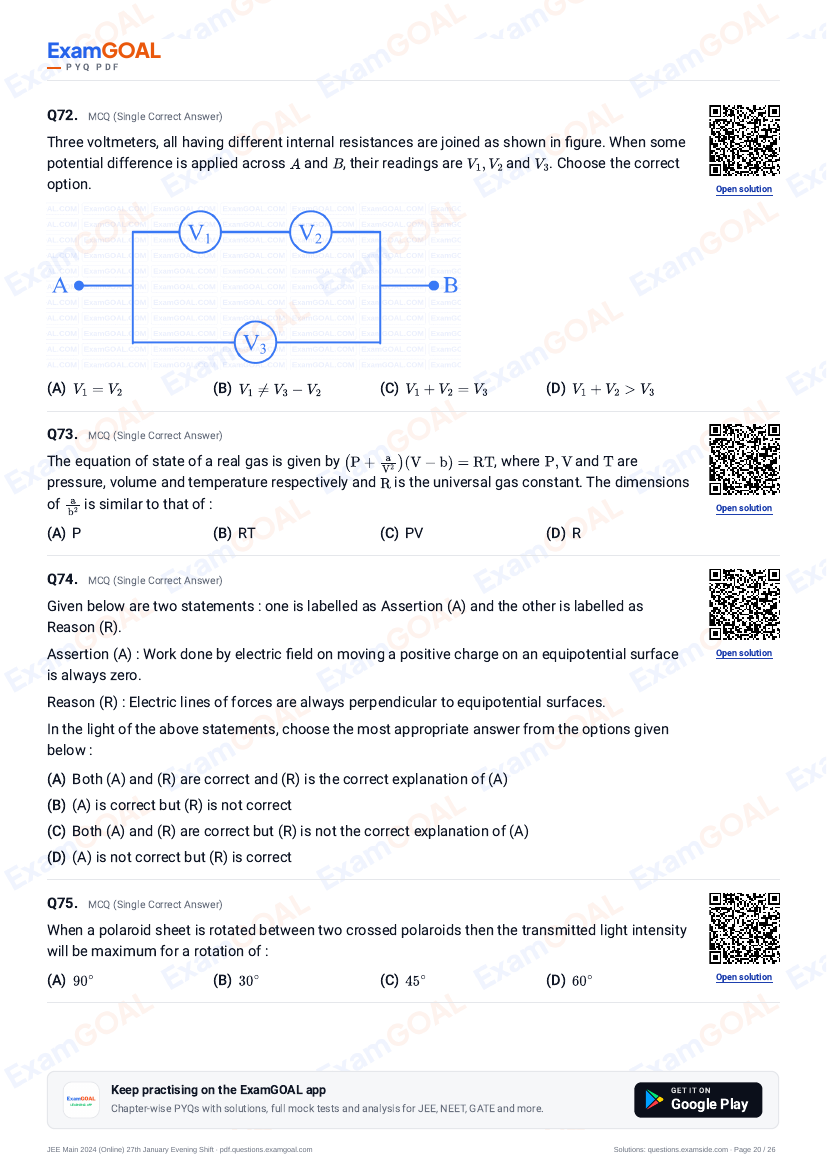 ExamGOAL
PYQ PDF
Q72. MCQ (Single Correct Answer)
Three voltmeters, all having different internal resistances are joined as shown in figure. When some
potential difference is applied across A and B, their readings are V₁, V₂ and V₃. Choose the correct
option.
Open solution
V₁ V₂
A B
V₃
(A) V₁ = V₂ (B) V₁ ≠ V₃ − V₂ (C) V₁ + V₂ = V₃ (D) V₁ + V₂ > V₃
Q73. MCQ (Single Correct Answer)
The equation of state of a real gas is given by (P + a/V²)(V − b) = RT, where P, V and T are
pressure, volume and temperature respectively and R is the universal gas constant. The dimensions
of a/b² is similar to that of :
Open solution
(A) P (B) RT (C) PV (D) R
Q74. MCQ (Single Correct Answer)
Given below are two statements : one is labelled as Assertion (A) and the other is labelled as
Reason (R).
Open solution
Assertion (A) : Work done by electric field on moving a positive charge on an equipotential surface
is always zero.
Reason (R) : Electric lines of forces are always perpendicular to equipotential surfaces.
In the light of the above statements, choose the most appropriate answer from the options given
below :
(A) Both (A) and (R) are correct and (R) is the correct explanation of (A)
(B) (A) is correct but (R) is not correct
(C) Both (A) and (R) are correct but (R) is not the correct explanation of (A)
(D) (A) is not correct but (R) is correct
Q75. MCQ (Single Correct Answer)
When a polaroid sheet is rotated between two crossed polaroids then the transmitted light intensity
will be maximum for a rotation of :
Open solution
(A) 90° (B) 30° (C) 45° (D) 60°
Keep practising on the ExamGOAL app
Chapter-wise PYQs with solutions, full mock tests and analysis for JEE, NEET, GATE and more.
GET IT ON
Google Play
JEE Main 2024 (Online) 27th January Evening Shift · pdf.questions.examgoal.com
Solutions: questions.examside.com · Page 20 / 26